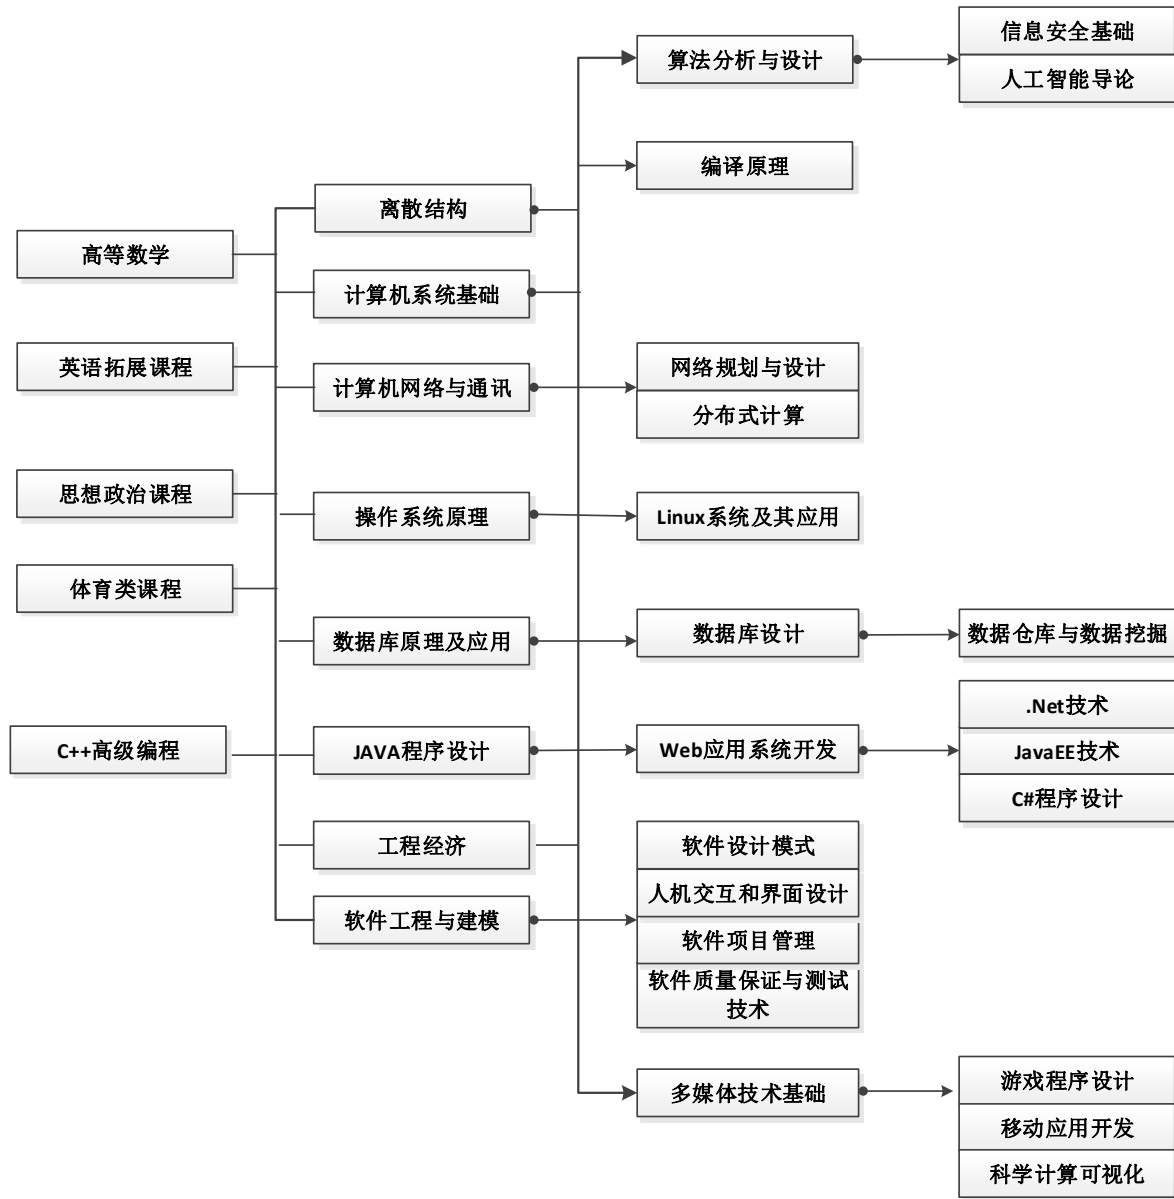 高等数学
英语拓展课程
思想政治课程
体育类课程
C++高级编程
离散结构
计算机系统基础
计算机网络与通讯
操作系统原理
数据库原理及应用
JAVA程序设计
工程经济
软件工程与建模
算法分析与设计
编译原理
网络规划与设计
分布式计算
Linux系统及其应用
数据库设计
Web应用系统开发
软件设计模式
人机交互和界面设计
软件项目管理
软件质量保证与测试
技术
多媒体技术基础
信息安全基础
人工智能导论
数据仓库与数据挖掘
.Net技术
JavaEE技术
C#程序设计
游戏程序设计
移动应用开发
科学计算可视化